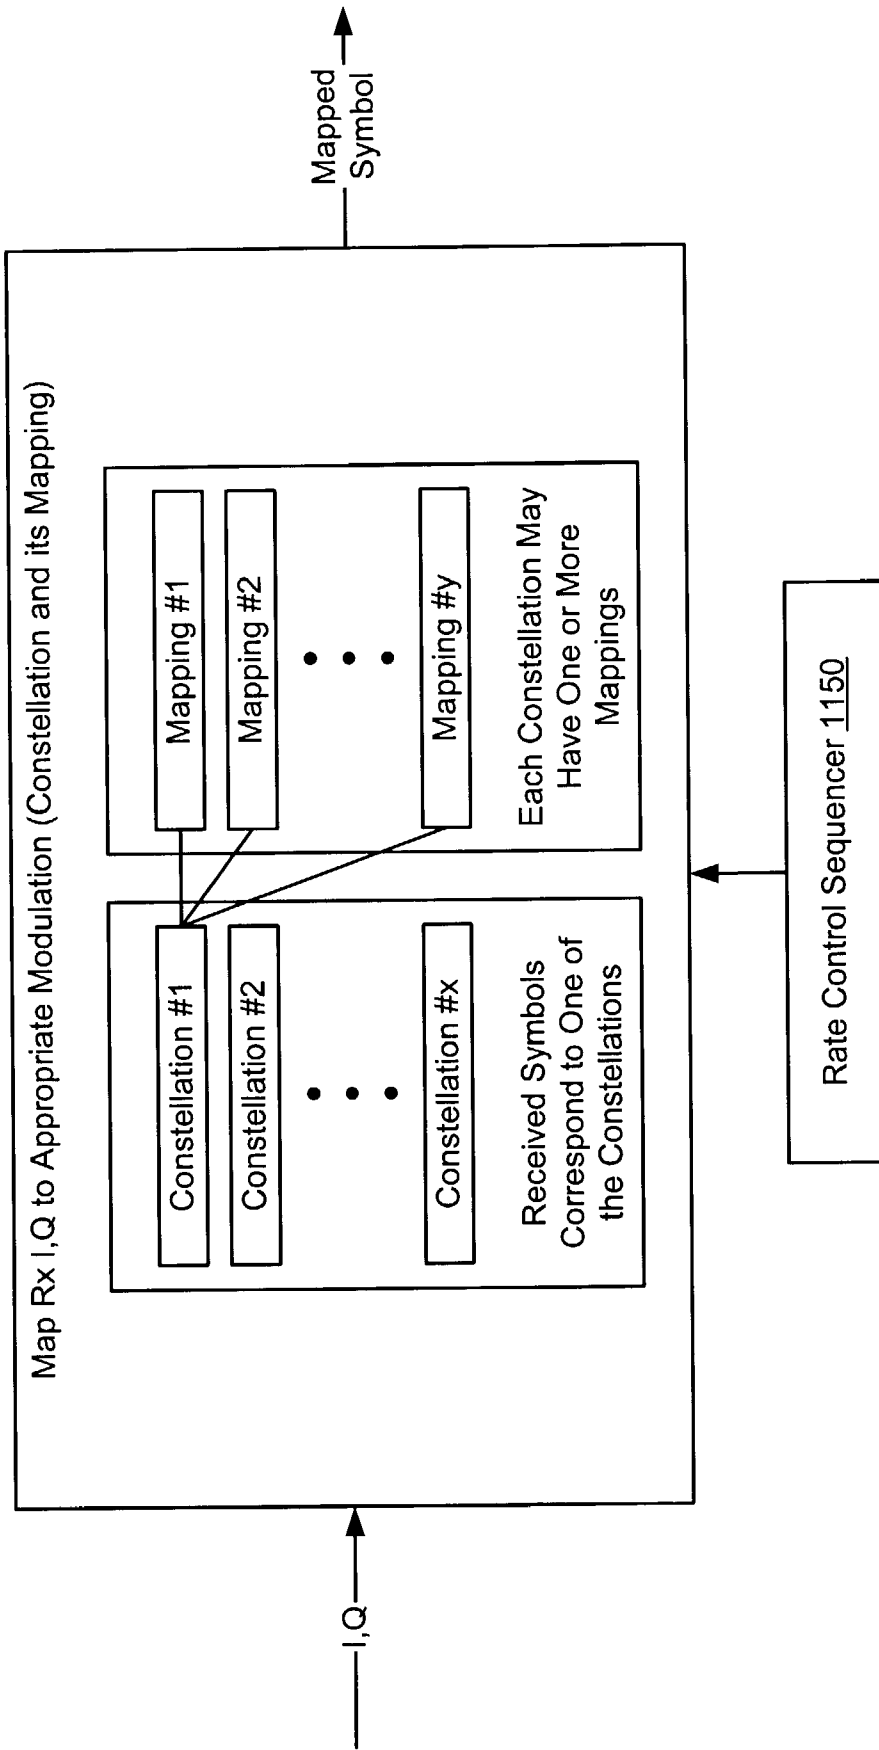 Map Rx I,Q to Appropriate Modulation (Constellation and its Mapping)
I,Q
Constellation #1
Constellation #2
Constellation #x
Received Symbols
Correspond to One of
the Constellations
Mapping #1
Mapping #2
Mapping #y
Each Constellation May
Have One or More
Mappings
Mapped
Symbol
Rate Control Sequencer 1150